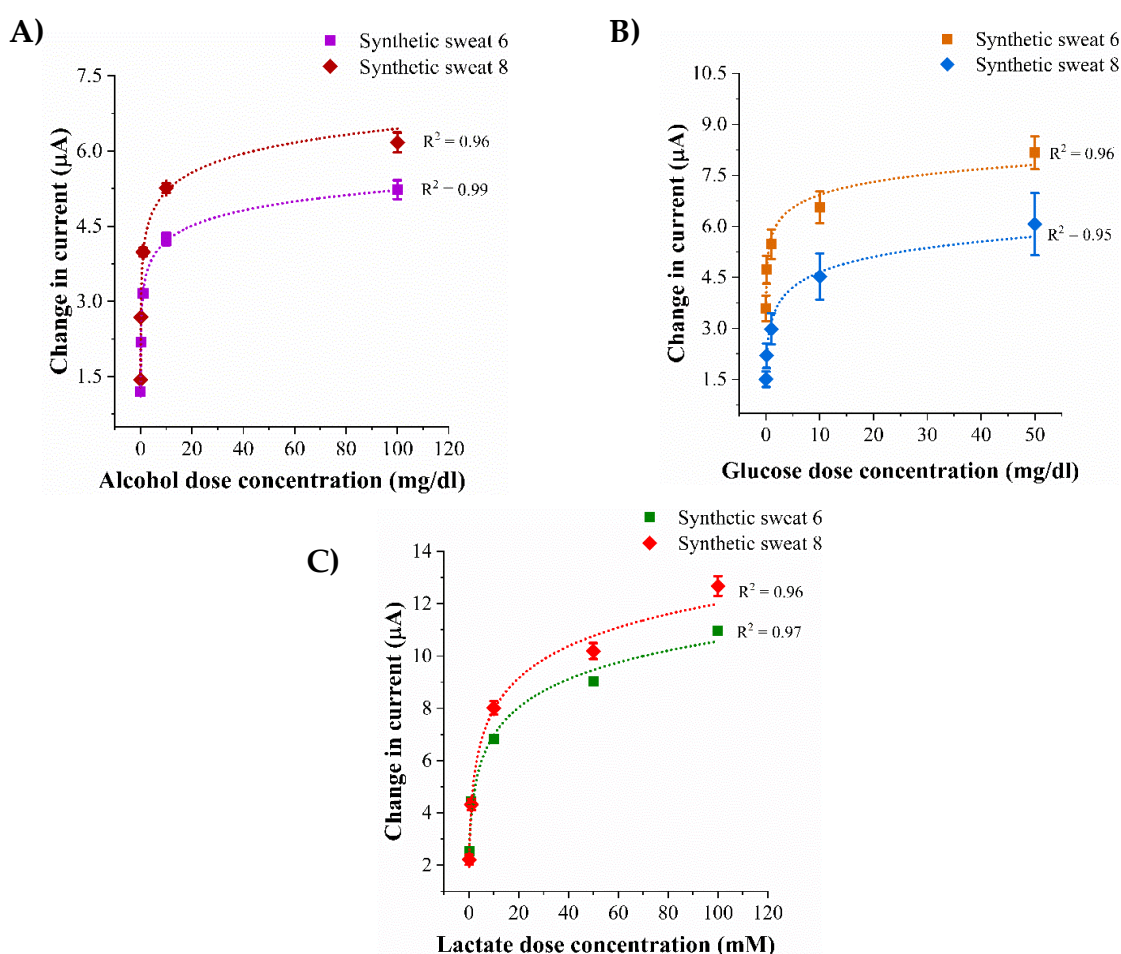 A)
Synthetic sweat 6
Synthetic sweat 8
7.5
6.0
4.5
3.0
1.5
Change in current (µA)
R² = 0.96
R² = 0.99
0 20 40 60 80 100 120
Alcohol dose concentration (mg/dl)
B)
Synthetic sweat 6
Synthetic sweat 8
10.5
9.0
7.5
6.0
4.5
3.0
1.5
Change in current (µA)
R² = 0.96
R² = 0.95
0 10 20 30 40 50
Glucose dose concentration (mg/dl)
C)
Synthetic sweat 6
Synthetic sweat 8
14
12
10
8
6
4
2
Change in current (µA)
R² = 0.96
R² = 0.97
0 20 40 60 80 100 120
Lactate dose concentration (mM)